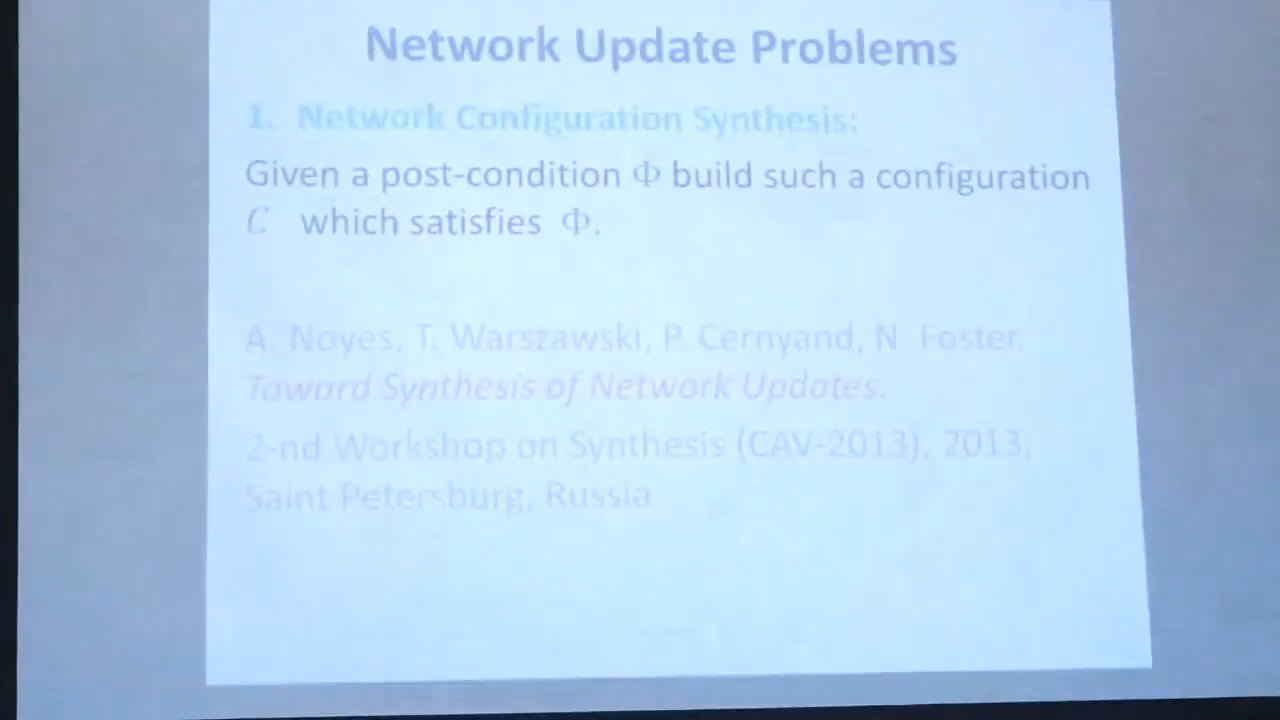 Network Update Problems
1. Network Configuration Synthesis:
Given a post-condition Φ build such a configuration
C which satisfies Φ.
A. Noyes, T. Warszawski, P. Cernyand, N. Foster.
Toward Synthesis of Network Updates.
2-nd Workshop on Synthesis (CAV-2013), 2013,
Saint Petersburg, Russia